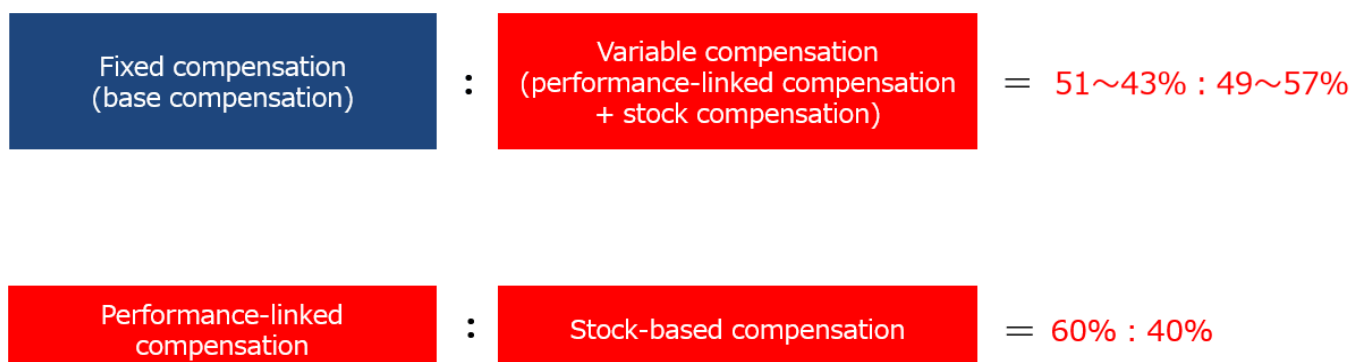 Fixed compensation
(base compensation)
:
Variable compensation
(performance-linked compensation
+ stock compensation)
= 51～43% : 49～57%
Performance-linked
compensation
:
Stock-based compensation
= 60% : 40%